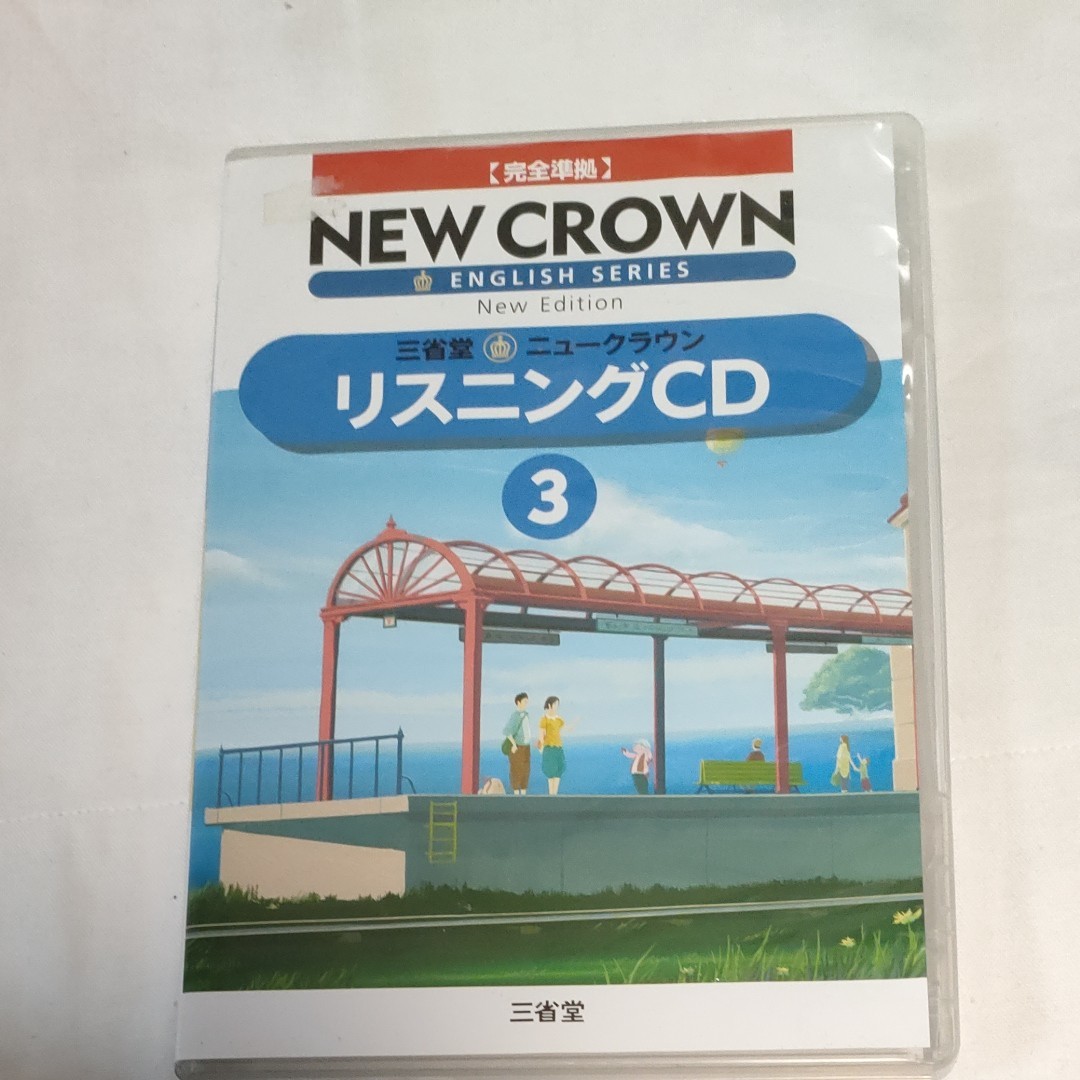 【完全準拠】
NEW CROWN
ENGLISH SERIES
New Edition
三省堂 ニュークラウン
リスニングCD
3
三省堂